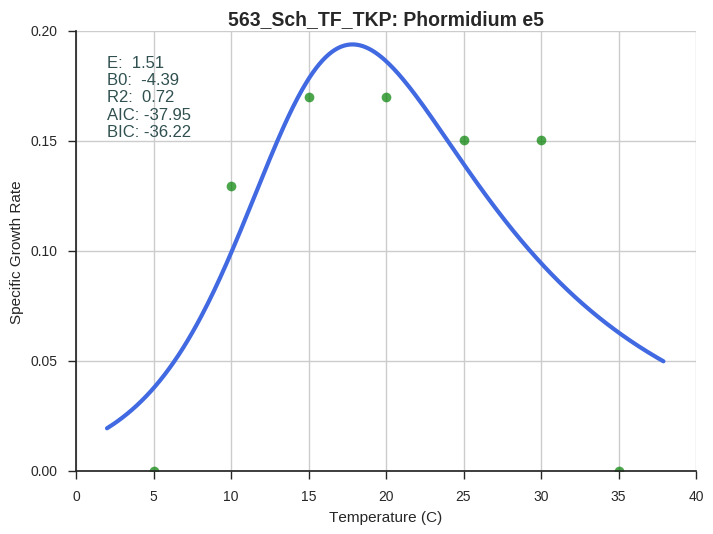 563_Sch_TF_TKP: Phormidium e5
E: 1.51
B0: -4.39
R2: 0.72
AIC: -37.95
BIC: -36.22
0.20
0.15
0.10
0.05
0.00
Specific Growth Rate
0 5 10 15 20 25 30 35 40
Temperature (C)